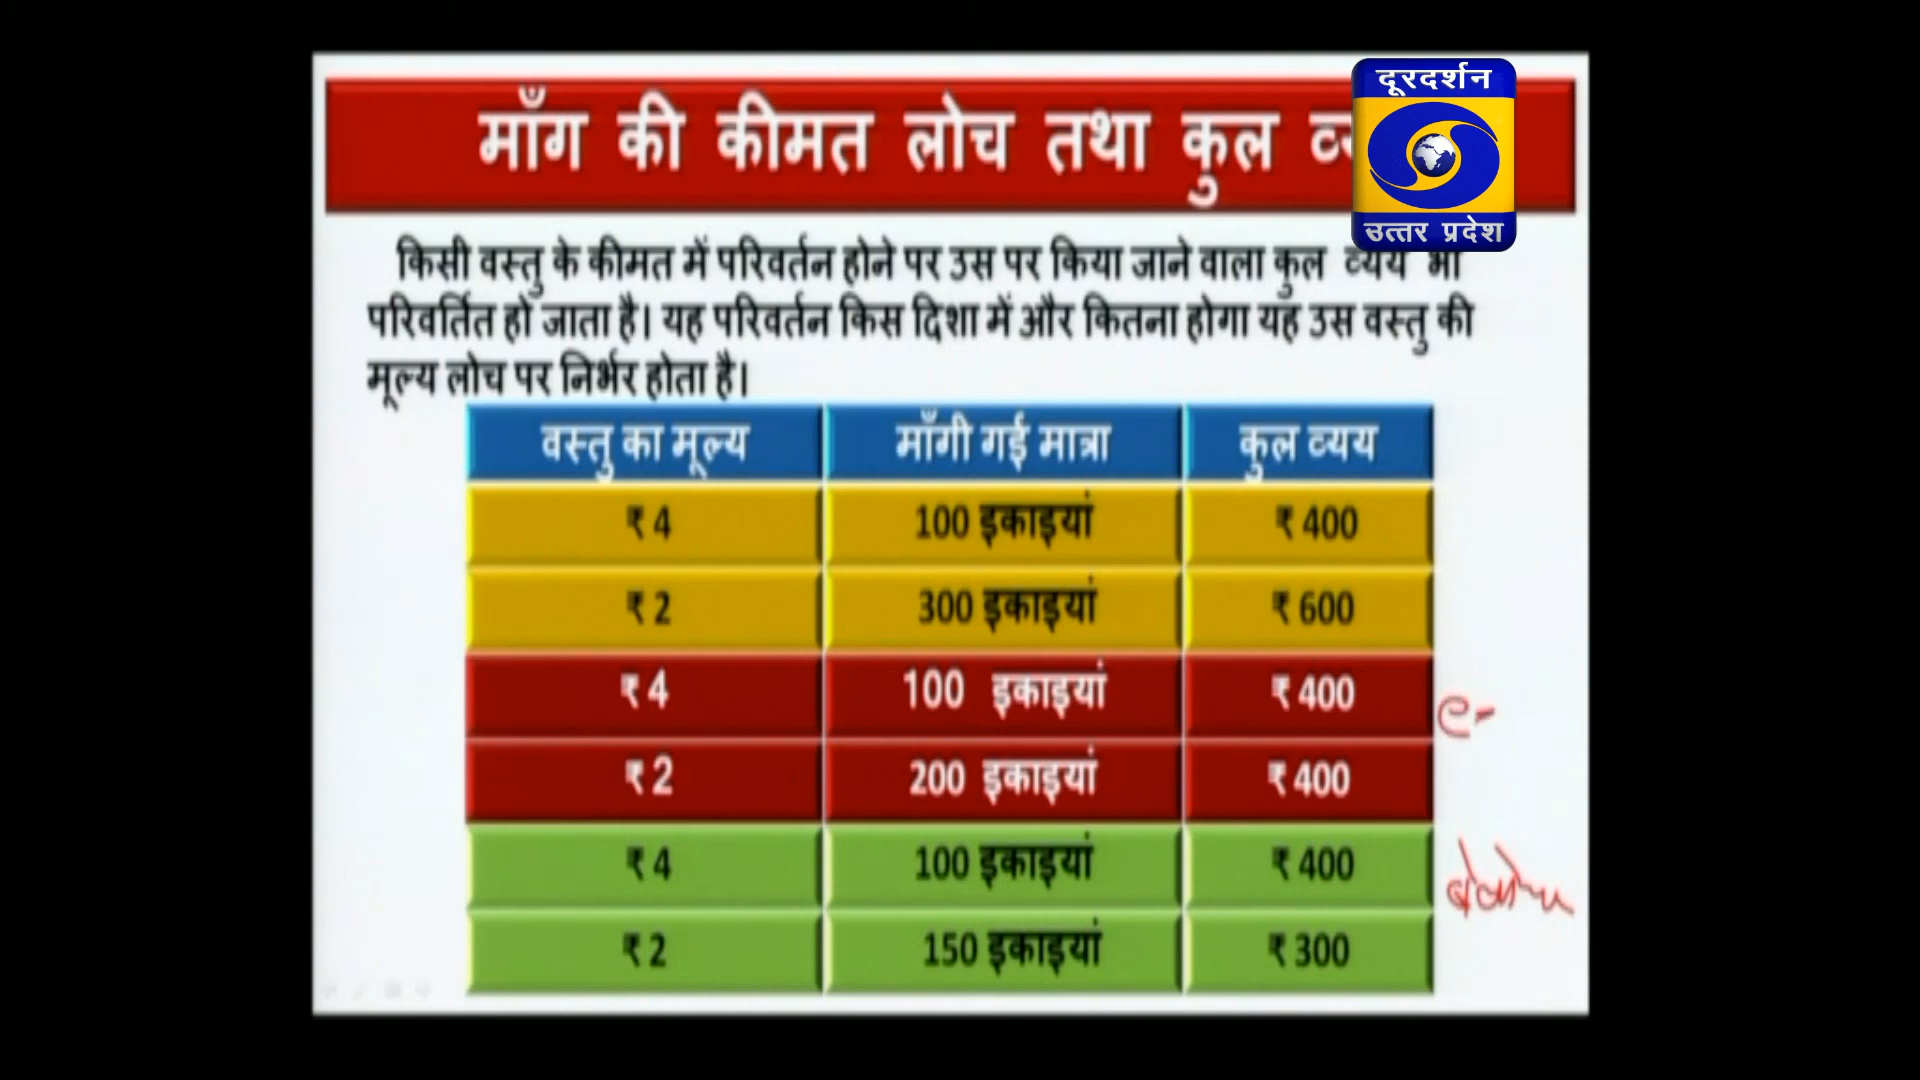 माँग की कीमत लोच तथा कुल
दूरदर्शन
उत्तर प्रदेश
किसी वस्तु के कीमत में परिवर्तन होने पर उस पर किया जाने वाला कुल व्यय भी
परिवर्तित हो जाता है। यह परिवर्तन किस दिशा में और कितना होगा यह उस वस्तु की
मूल्य लोच पर निर्भर होता है।
वस्तु का मूल्य माँगी गई मात्रा कुल व्यय
₹ 4 100 इकाइयां ₹ 400
₹ 2 300 इकाइयां ₹ 600
₹ 4 100 इकाइयां ₹ 400
₹ 2 200 इकाइयां ₹ 400
₹ 4 100 इकाइयां ₹ 400
₹ 2 150 इकाइयां ₹ 300